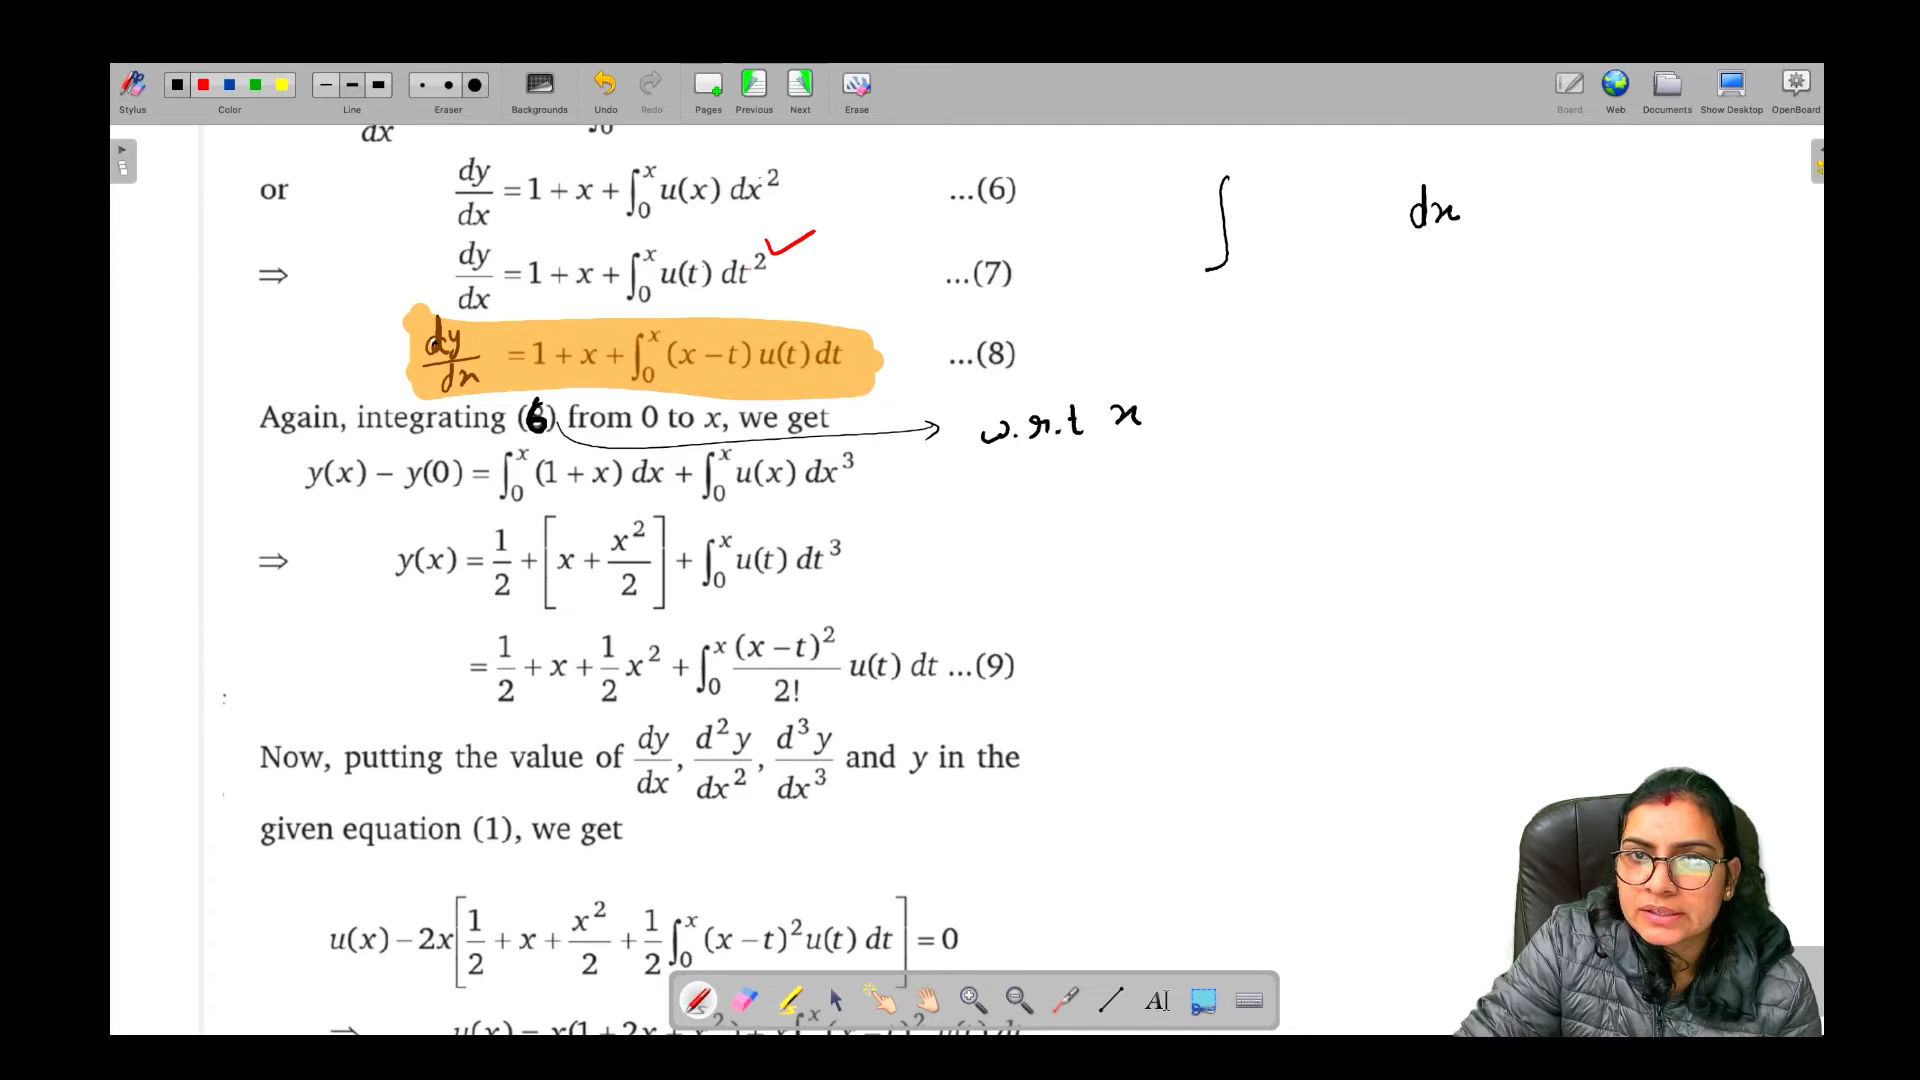 Stylus Color Line Eraser Backgrounds Undo Redo Pages Previous Next Erase Board Web Documents Show Desktop OpenBoard
dx ∫0
or dy/dx = 1 + x + ∫₀ˣ u(x) dx² ...(6)
∫ dx
⇒ dy/dx = 1 + x + ∫₀ˣ u(t) dt² ✓ ...(7)
dy/dx = 1 + x + ∫₀ˣ (x − t) u(t) dt ...(8)
Again, integrating (6) from 0 to x, we get
w.r.t x
y(x) − y(0) = ∫₀ˣ (1 + x) dx + ∫₀ˣ u(x) dx³
⇒ y(x) = 1/2 + [x + x²/2] + ∫₀ˣ u(t) dt³
= 1/2 + x + 1/2 x² + ∫₀ˣ (x − t)²/2! u(t) dt ...(9)
Now, putting the value of dy/dx, d²y/dx², d³y/dx³ and y in the
given equation (1), we get
u(x) − 2x[1/2 + x + x²/2 + 1/2 ∫₀ˣ (x − t)² u(t) dt] = 0